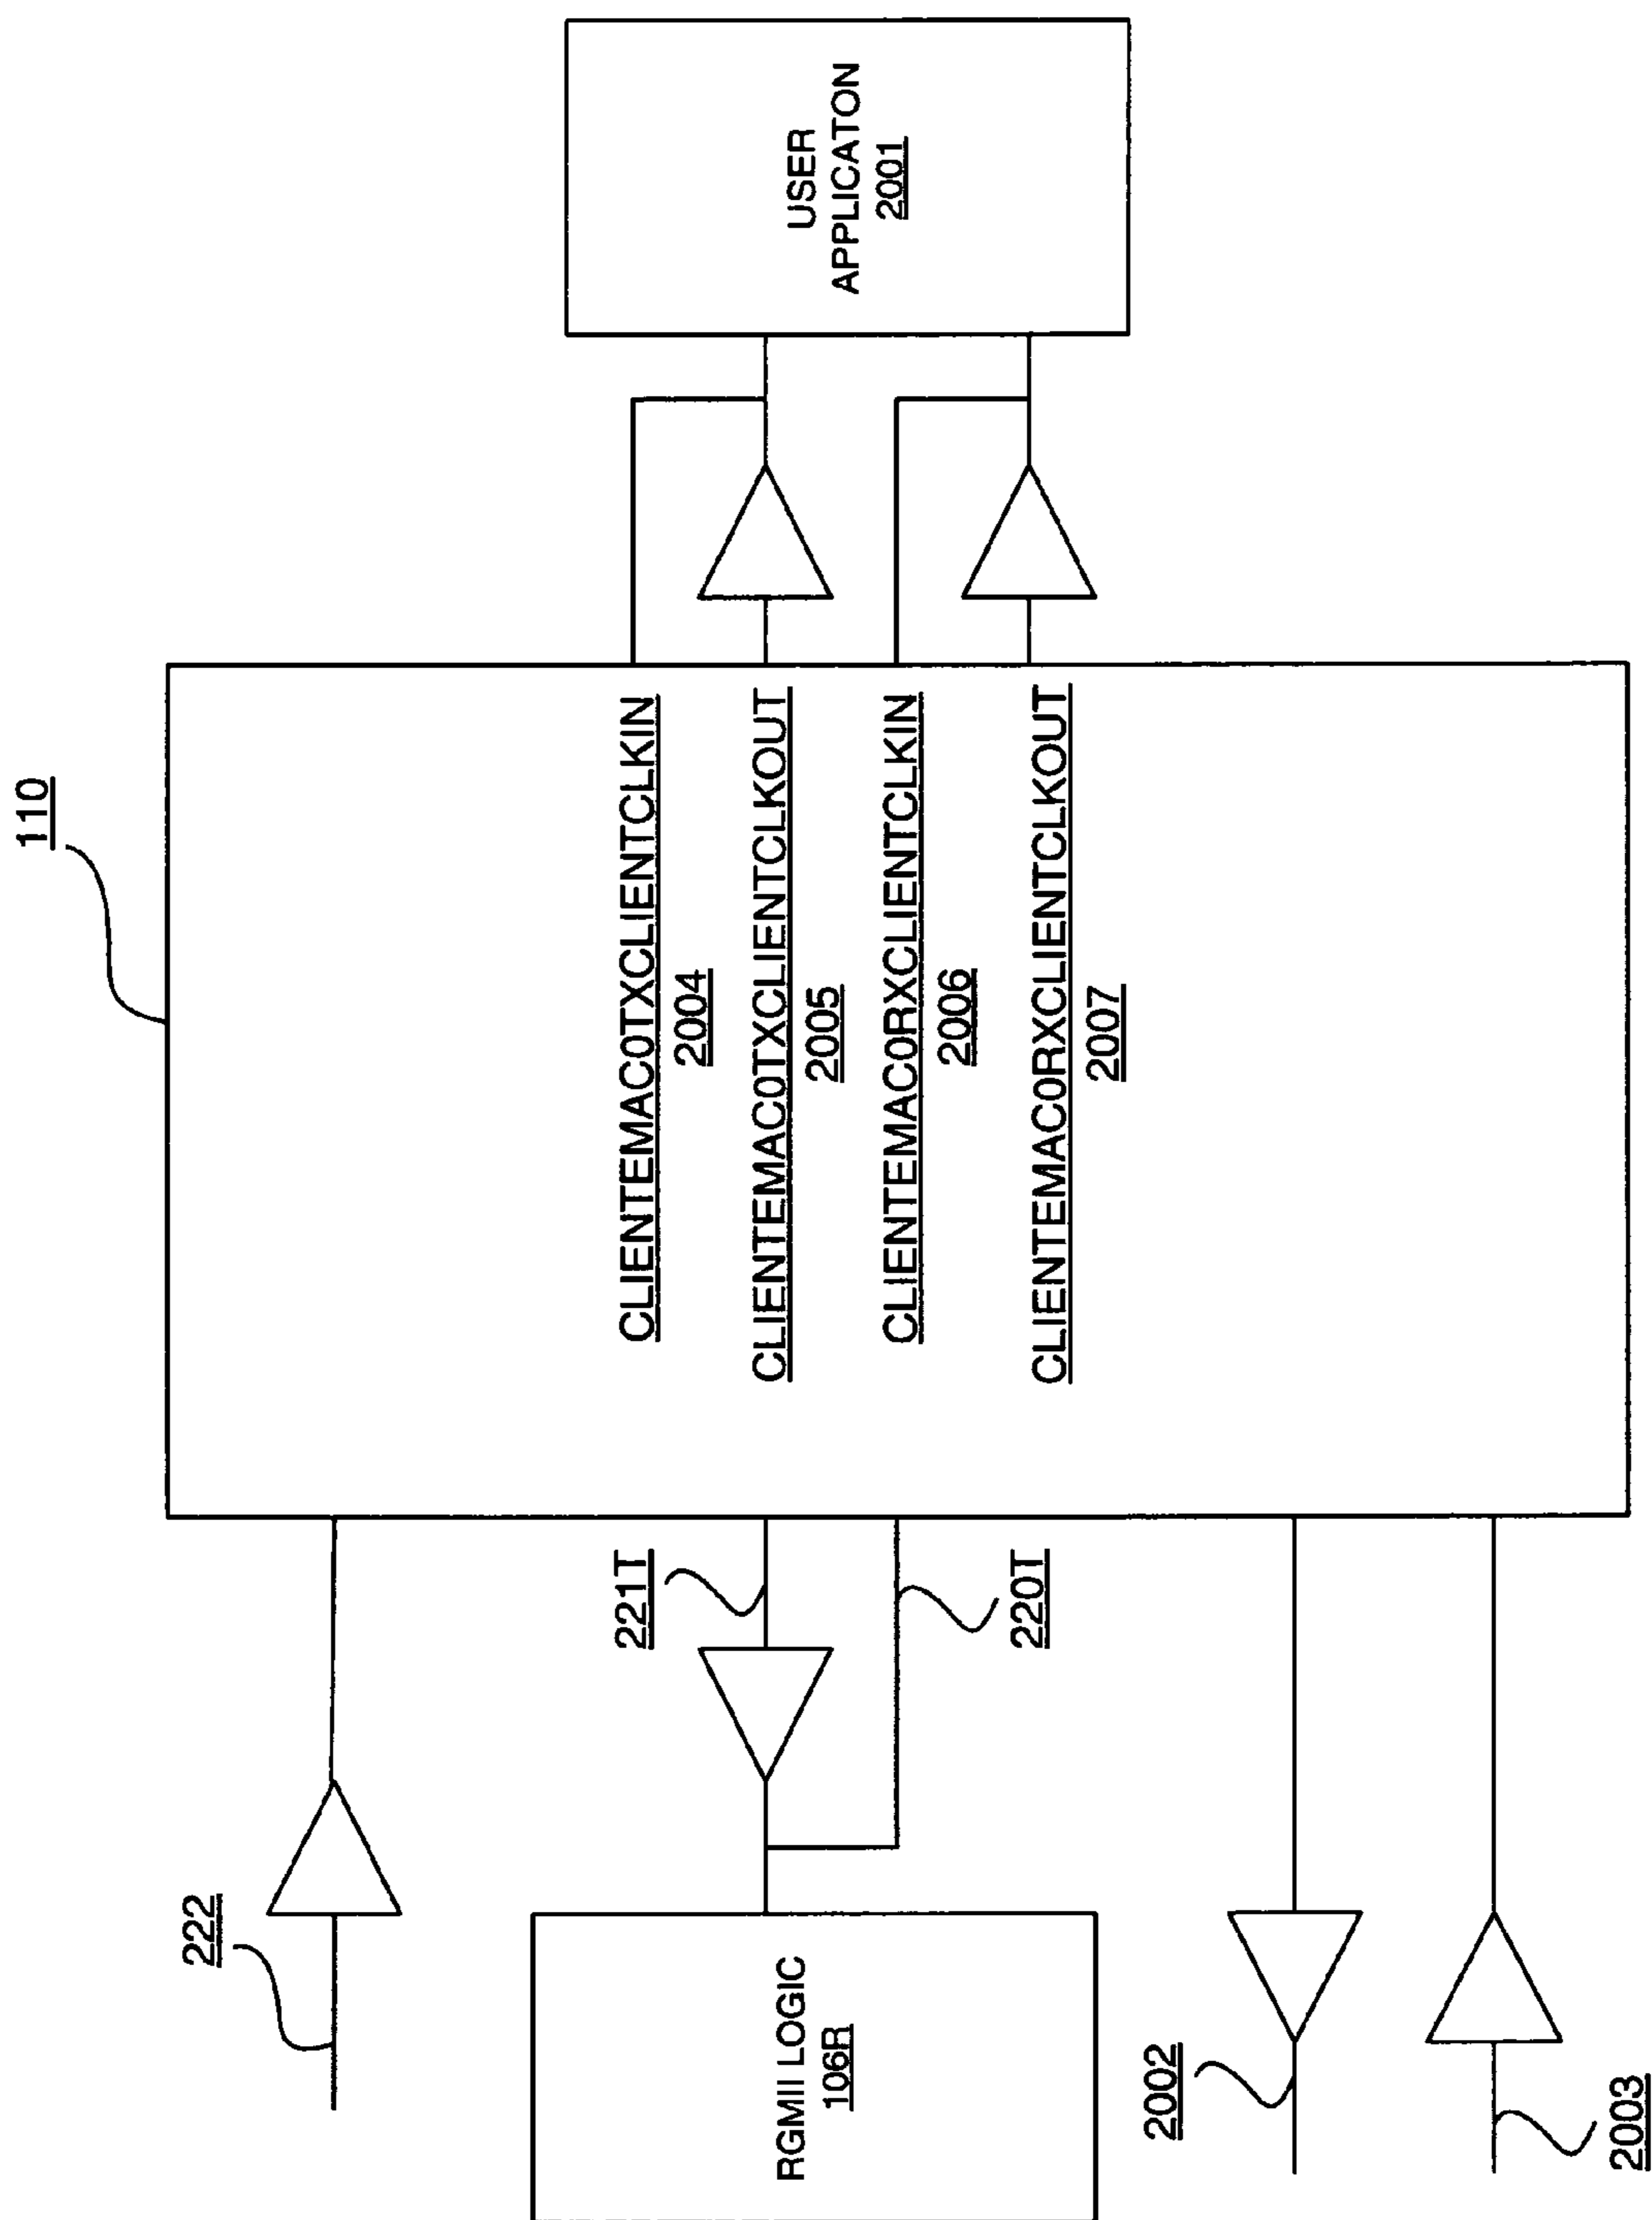 110
222
221T
220T
RGMII LOGIC
106R
2002
2003
CLIENTEMAC0TXCLIENTCLKIN
2004
CLIENTEMAC0TXCLIENTCLKOUT
2005
CLIENTEMAC0RXCLIENTCLKIN
2006
CLIENTEMAC0RXCLIENTCLKOUT
2007
USER
APPLICATON
2001